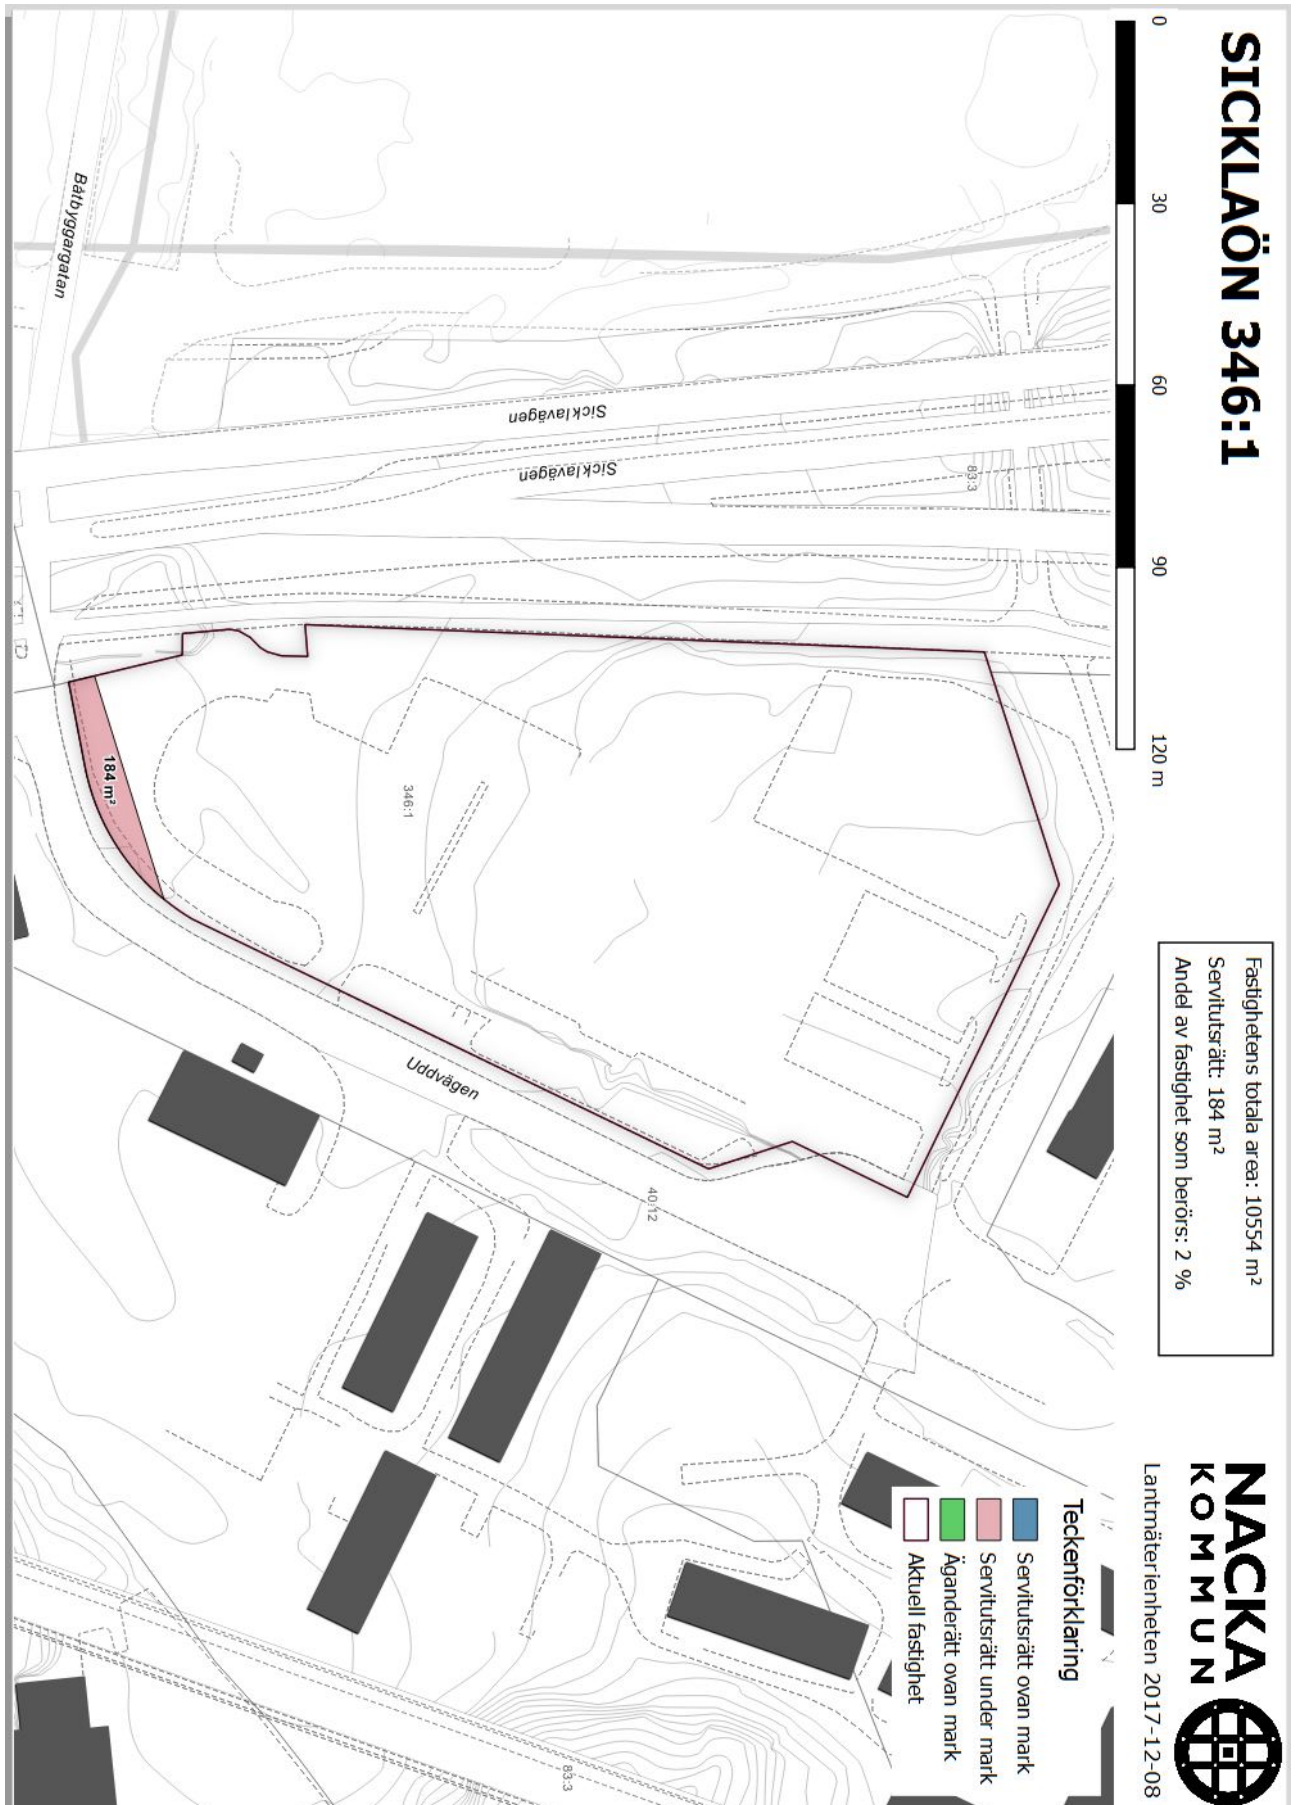 SICKLAÖN 346:1
0
30
60
90
120 m
Fastighetens totala area: 10554 m²
Servitutsrätt: 184 m²
Andel av fastighet som berörs: 2 %
NACKA
KOMMUN
Lantmäterienheten 2017-12-08
Teckenförklaring
Servitutsrätt ovan mark
Servitutsrätt under mark
Äganderätt ovan mark
Aktuell fastighet
Båtbyggargatan
Sicklavägen
Sicklavägen
83:3
346:1
184 m²
Uddvägen
40:12
83:3